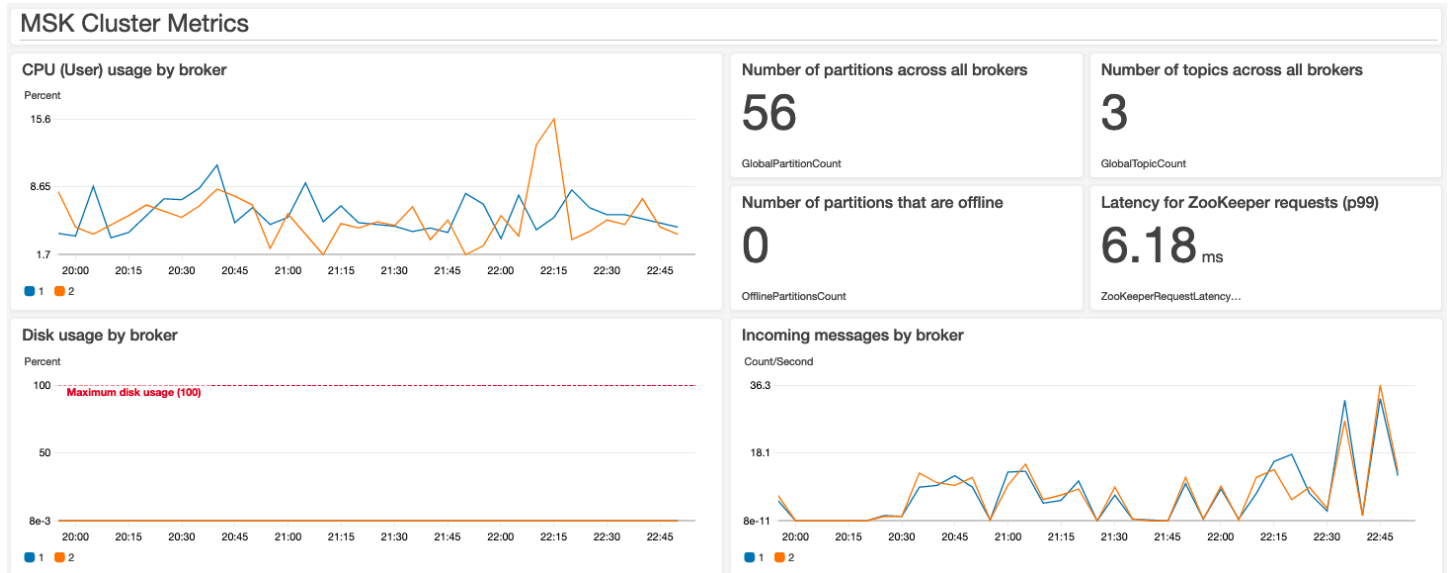 MSK Cluster Metrics
CPU (User) usage by broker
Percent
15.6
8.65
1.7
20:00 20:15 20:30 20:45 21:00 21:15 21:30 21:45 22:00 22:15 22:30 22:45
1 2
Number of partitions across all brokers
56
GlobalPartitionCount
Number of topics across all brokers
3
GlobalTopicCount
Number of partitions that are offline
0
OfflinePartitionsCount
Latency for ZooKeeper requests (p99)
6.18 ms
ZooKeeperRequestLatency...
Disk usage by broker
Percent
100
Maximum disk usage (100)
50
8e-3
20:00 20:15 20:30 20:45 21:00 21:15 21:30 21:45 22:00 22:15 22:30 22:45
1 2
Incoming messages by broker
Count/Second
36.3
18.1
8e-11
20:00 20:15 20:30 20:45 21:00 21:15 21:30 21:45 22:00 22:15 22:30 22:45
1 2